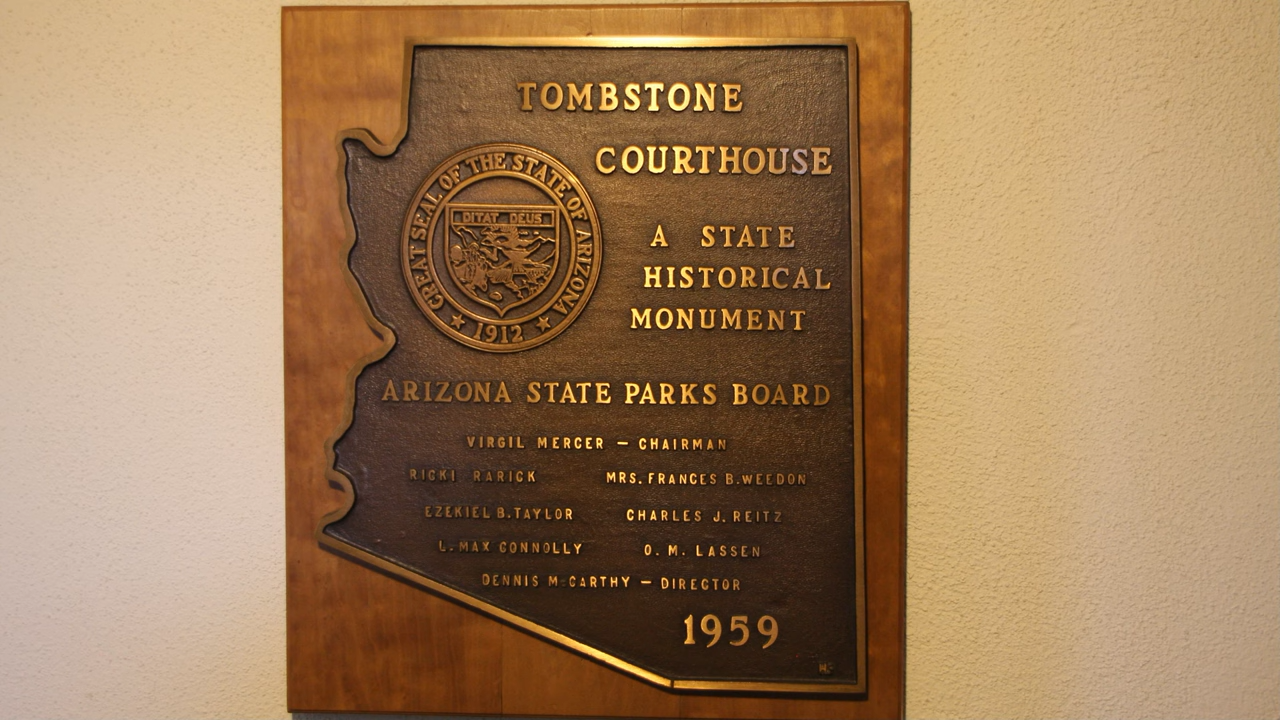 TOMBSTONE
COURTHOUSE
GREAT SEAL OF THE STATE OF ARIZONA
DITAT DEUS
★ 1912 ★
A STATE
HISTORICAL
MONUMENT
ARIZONA STATE PARKS BOARD
VIRGIL MERCER — CHAIRMAN
RICKI RARICK MRS. FRANCES B. WEEDON
EZEKIEL B. TAYLOR CHARLES J. REITZ
L. MAX CONNOLLY O. M. LASSEN
DENNIS McCARTHY — DIRECTOR
1959